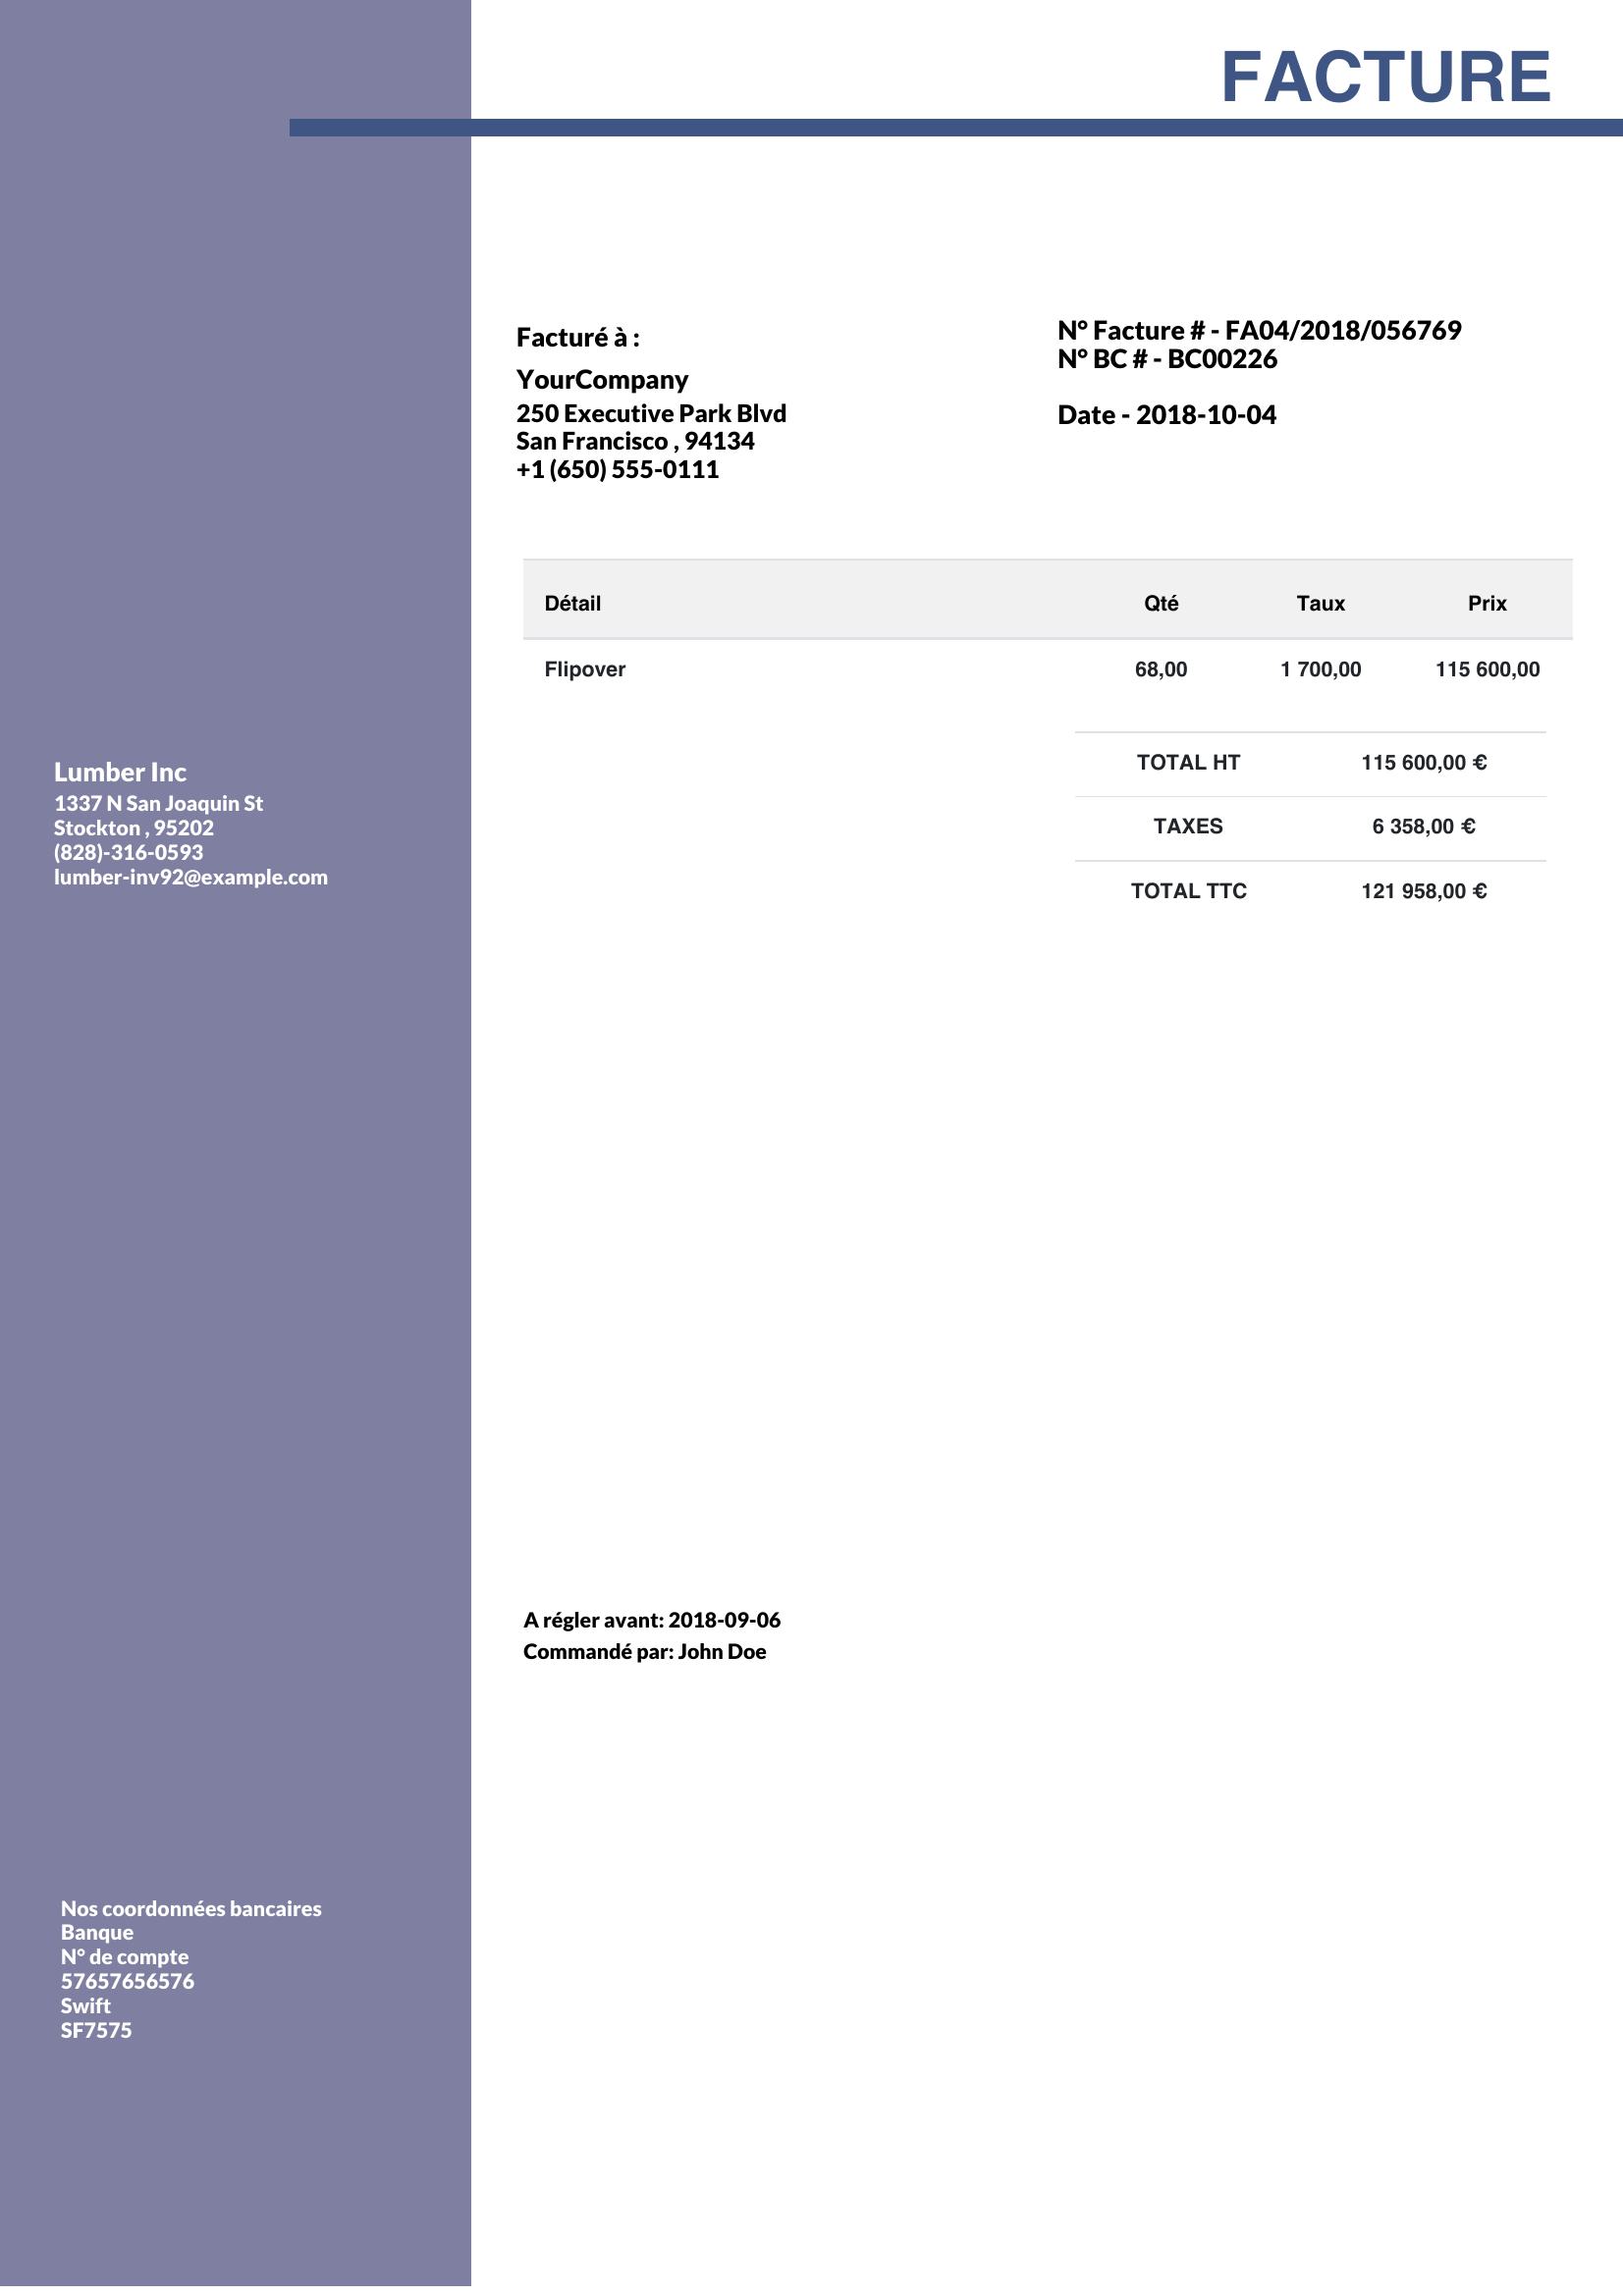 FACTURE
Facturé à :
YourCompany
250 Executive Park Blvd
San Francisco , 94134
+1 (650) 555-0111
N° Facture # - FA04/2018/056769
N° BC # - BC00226
Date - 2018-10-04
Détail Qté Taux Prix
Flipover 68,00 1 700,00 115 600,00
TOTAL HT 115 600,00 €
TAXES 6 358,00 €
TOTAL TTC 121 958,00 €
Lumber Inc
1337 N San Joaquin St
Stockton , 95202
(828)-316-0593
lumber-inv92@example.com
A régler avant: 2018-09-06
Commandé par: John Doe
Nos coordonnées bancaires
Banque
N° de compte
57657656576
Swift
SF7575